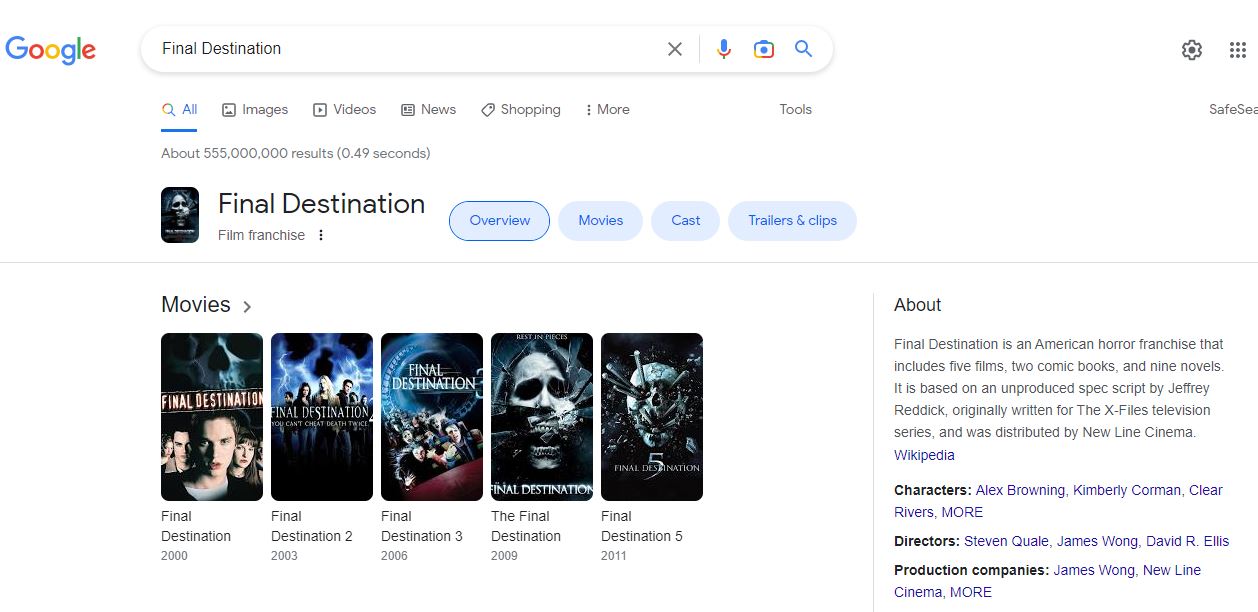 Google
Final Destination
All Images Videos News Shopping More Tools SafeSea
About 555,000,000 results (0.49 seconds)
Final Destination
Film franchise
Overview Movies Cast Trailers & clips
Movies
FINAL DESTINATION
FINAL DESTINATION 2
YOU CAN'T CHEAT DEATH TWICE
FINAL
DESTINATION 3
REST IN PIECES
FINAL DESTINATION
5
FINAL DESTINATION
Final
Destination
2000
Final
Destination 2
2003
Final
Destination 3
2006
The Final
Destination
2009
Final
Destination 5
2011
About
Final Destination is an American horror franchise that
includes five films, two comic books, and nine novels.
It is based on an unproduced spec script by Jeffrey
Reddick, originally written for The X-Files television
series, and was distributed by New Line Cinema.
Wikipedia
Characters: Alex Browning, Kimberly Corman, Clear
Rivers, MORE
Directors: Steven Quale, James Wong, David R. Ellis
Production companies: James Wong, New Line
Cinema, MORE